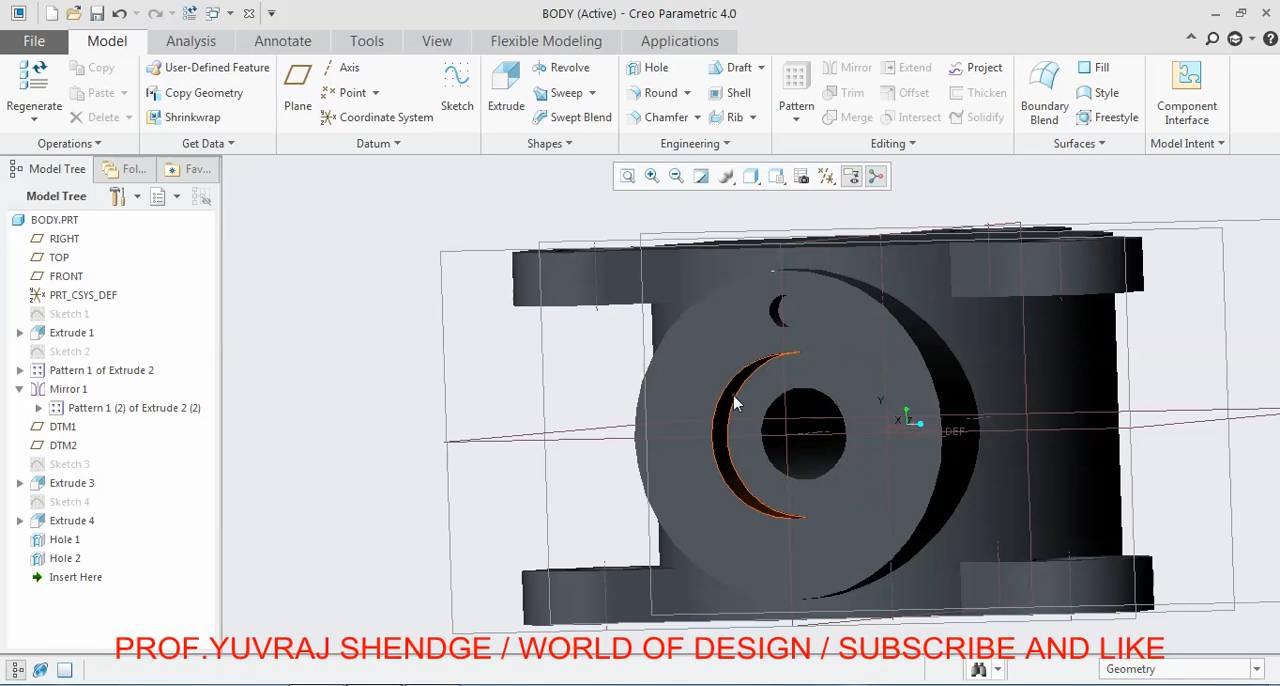 BODY (Active) - Creo Parametric 4.0
File Model Analysis Annotate Tools View Flexible Modeling Applications
Regenerate
Copy
Paste
Delete
Operations
User-Defined Feature
Copy Geometry
Shrinkwrap
Get Data
Plane
Axis
Point
Coordinate System
Sketch
Datum
Extrude
Revolve
Sweep
Swept Blend
Shapes
Hole
Round
Chamfer
Draft
Shell
Rib
Engineering
Pattern
Mirror
Trim
Merge
Extend
Offset
Intersect
Project
Thicken
Solidify
Editing
Boundary
Blend
Fill
Style
Freestyle
Surfaces
Component
Interface
Model Intent
Model Tree Fol... Fav...
Model Tree
BODY.PRT
RIGHT
TOP
FRONT
PRT_CSYS_DEF
Sketch 1
Extrude 1
Sketch 2
Pattern 1 of Extrude 2
Mirror 1
Pattern 1 (2) of Extrude 2 (2)
DTM1
DTM2
Sketch 3
Extrude 3
Sketch 4
Extrude 4
Hole 1
Hole 2
Insert Here
Y
X
DEF
PROF.YUVRAJ SHENDGE / WORLD OF DESIGN / SUBSCRIBE AND LIKE
Geometry